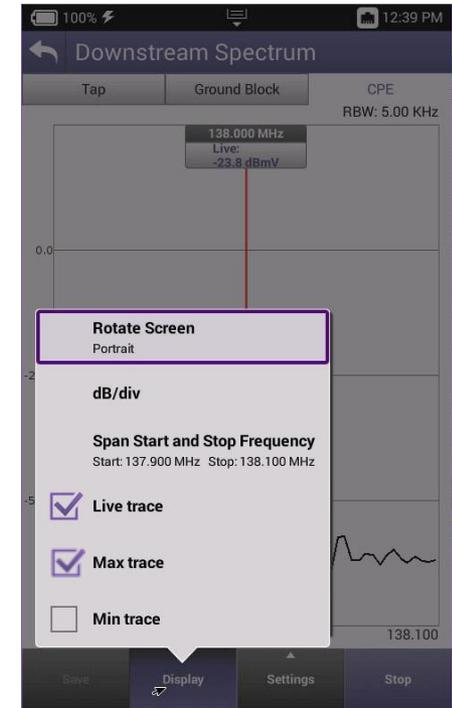 100%
12:39 PM
Downstream Spectrum
Tap
Ground Block
CPE
RBW: 5.00 KHz
138.000 MHz
Live:
-23.8 dBmV
0.0
Rotate Screen
Portrait
-2
dB/div
Span Start and Stop Frequency
Start: 137.900 MHz Stop: 138.100 MHz
-5
Live trace
Max trace
Min trace
138.100
Save
Display
Settings
Stop